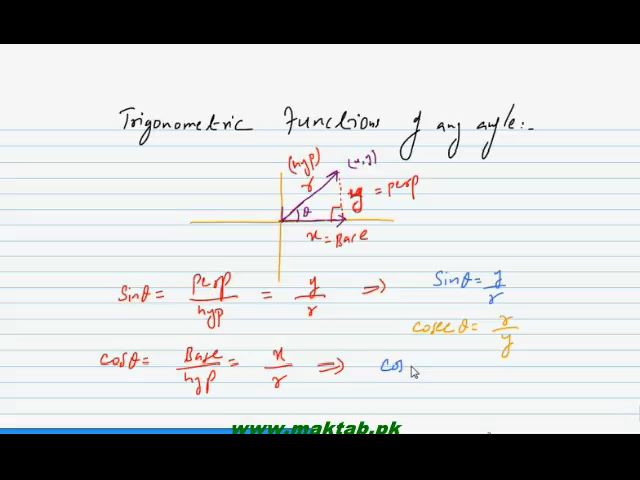 Trigonometric Functions of any angle:-
(hyp) (x,y)
r y = perp
θ
x = Base
Sinθ = perp/hyp = y/r ⇒ Sinθ = y/r
cosec θ = r/y
cosθ = Base/hyp = x/r ⇒ cos
www.maktab.pk